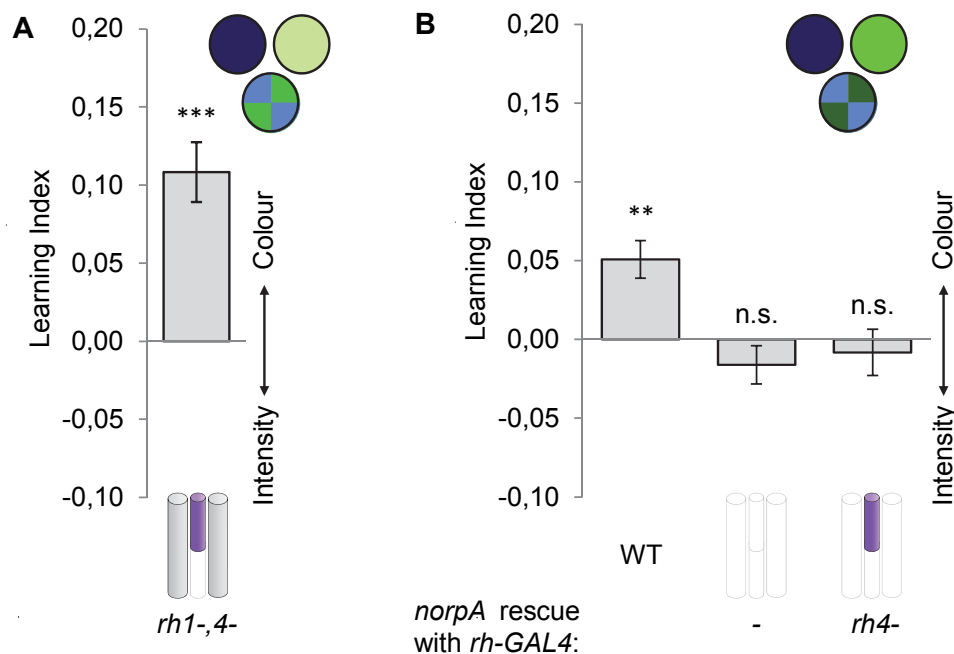 A
B
0,20
0,15
0,10
0,05
0,00
-0,05
-0,10
Learning Index
***
Colour
Intensity
rh1-,4-
0,20
0,15
0,10
0,05
0,00
-0,05
-0,10
Learning Index
**
n.s.
n.s.
Colour
Intensity
WT
norpA rescue
with rh-GAL4:
-
rh4-